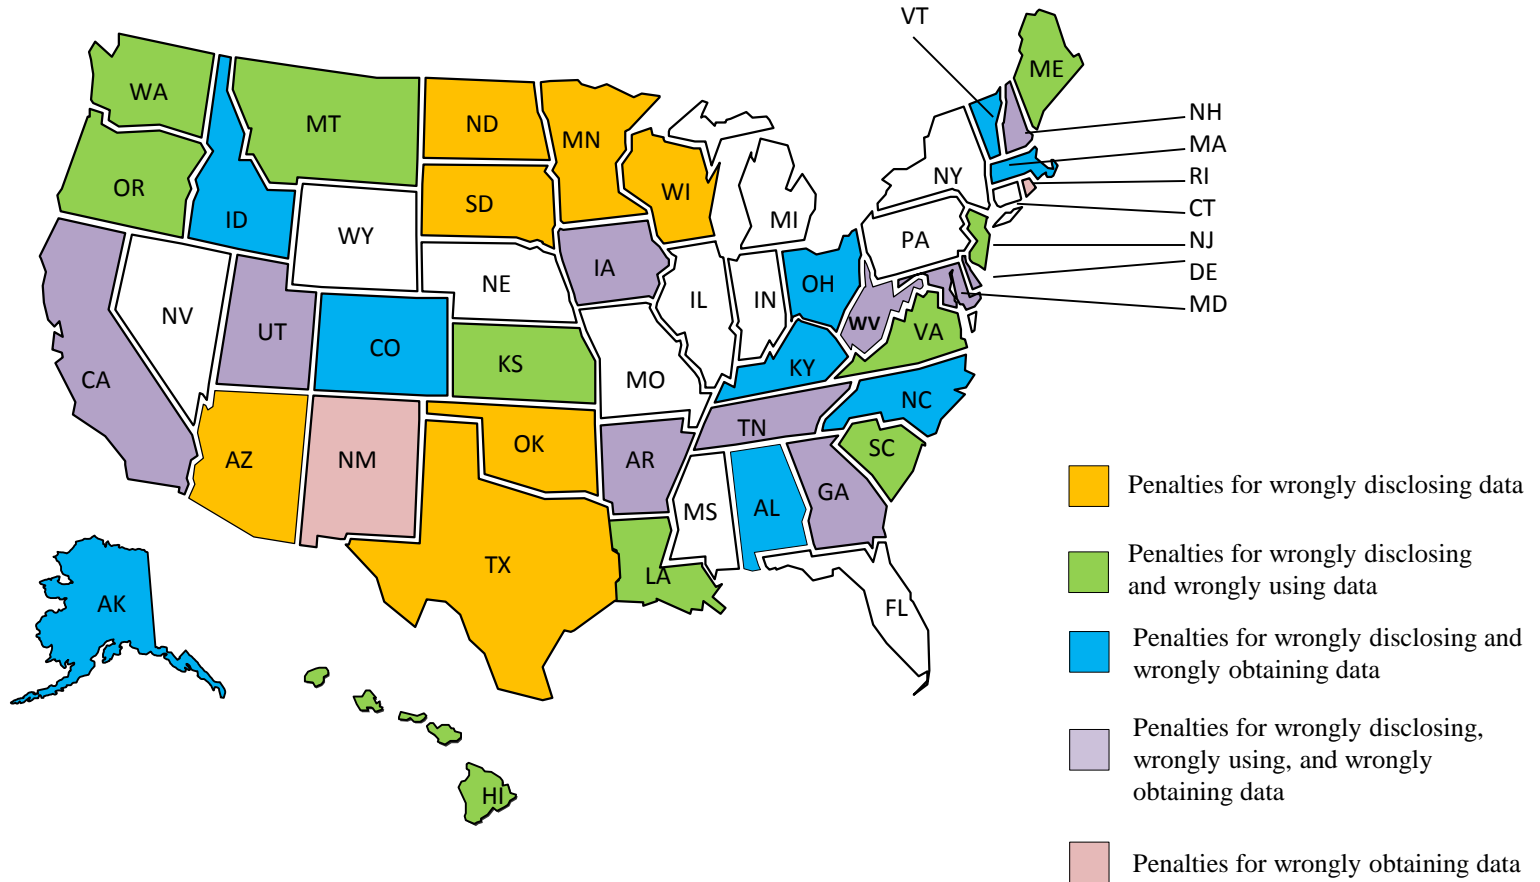 VT
ME
WA
NH
ND
MT
MN
MA
NY
RI
OR
WI
SD
CT
ID
MI
WY
PA
NJ
IA
DE
NE
OH
IL
IN
MD
NV
WV
UT
VA
CO
KS
KY
CA
MO
NC
TN
OK
SC
AZ
NM
AR
GA
Penalties for wrongly disclosing data
MS
AL
TX
Penalties for wrongly disclosing
and wrongly using data
LA
AK
FL
Penalties for wrongly disclosing and
wrongly obtaining data
Penalties for wrongly disclosing,
wrongly using, and wrongly
obtaining data
HI
Penalties for wrongly obtaining data